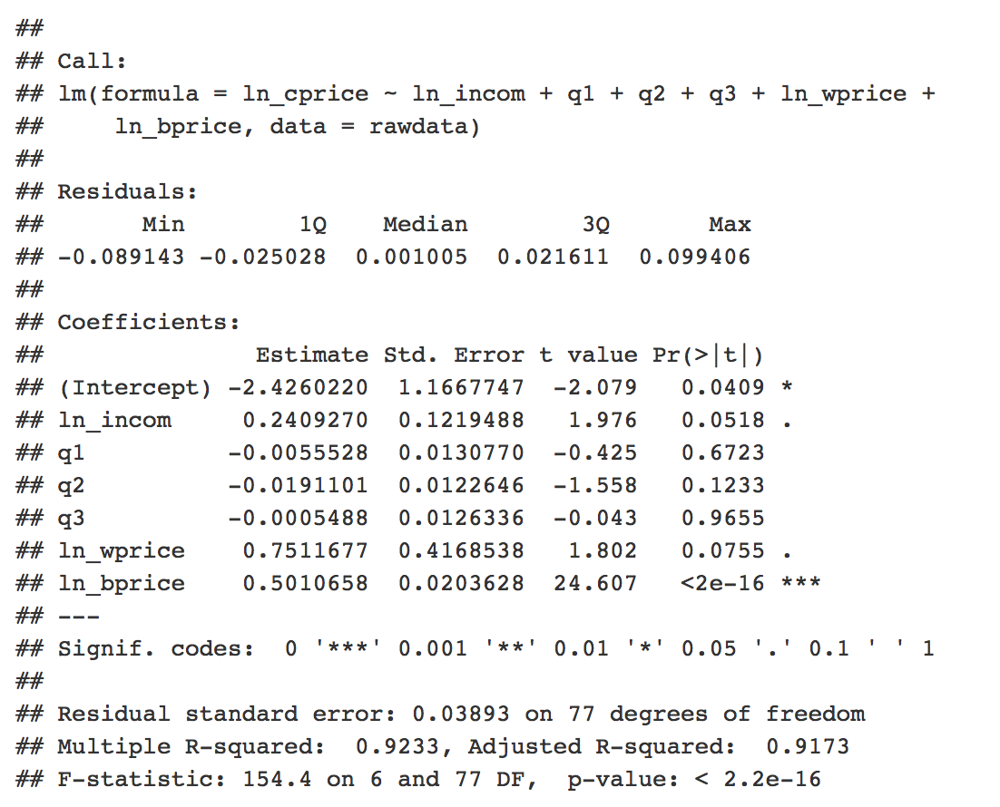 ##
## Call:
## lm(formula = ln_cprice ~ ln_incom + q1 + q2 + q3 + ln_wprice +
##     ln_bprice, data = rawdata)
##
## Residuals:
##       Min        1Q    Median        3Q       Max
## -0.089143 -0.025028  0.001005  0.021611  0.099406
##
## Coefficients:
##               Estimate Std. Error t value Pr(>|t|)
## (Intercept) -2.4260220  1.1667747  -2.079   0.0409 *
## ln_incom     0.2409270  0.1219488   1.976   0.0518 .
## q1          -0.0055528  0.0130770  -0.425   0.6723
## q2          -0.0191101  0.0122646  -1.558   0.1233
## q3          -0.0005488  0.0126336  -0.043   0.9655
## ln_wprice    0.7511677  0.4168538   1.802   0.0755 .
## ln_bprice    0.5010658  0.0203628  24.607   <2e-16 ***
## ---
## Signif. codes:  0 '***' 0.001 '**' 0.01 '*' 0.05 '.' 0.1 ' ' 1
##
## Residual standard error: 0.03893 on 77 degrees of freedom
## Multiple R-squared:  0.9233, Adjusted R-squared:  0.9173
## F-statistic: 154.4 on 6 and 77 DF,  p-value: < 2.2e-16